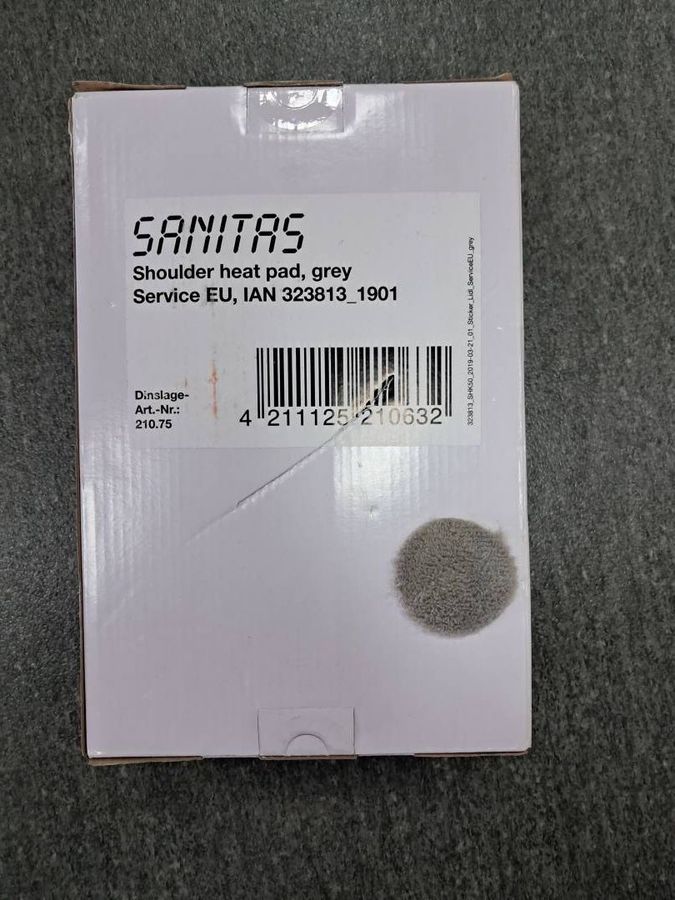 SANITAS
Shoulder heat pad, grey
Service EU, IAN 323813_1901
Dinslage-
Art.-Nr.:
210.75
4 211125 210632
323813_SHK50_2019-03-21_01_Sticker_Lidl_ServiceEU_grey